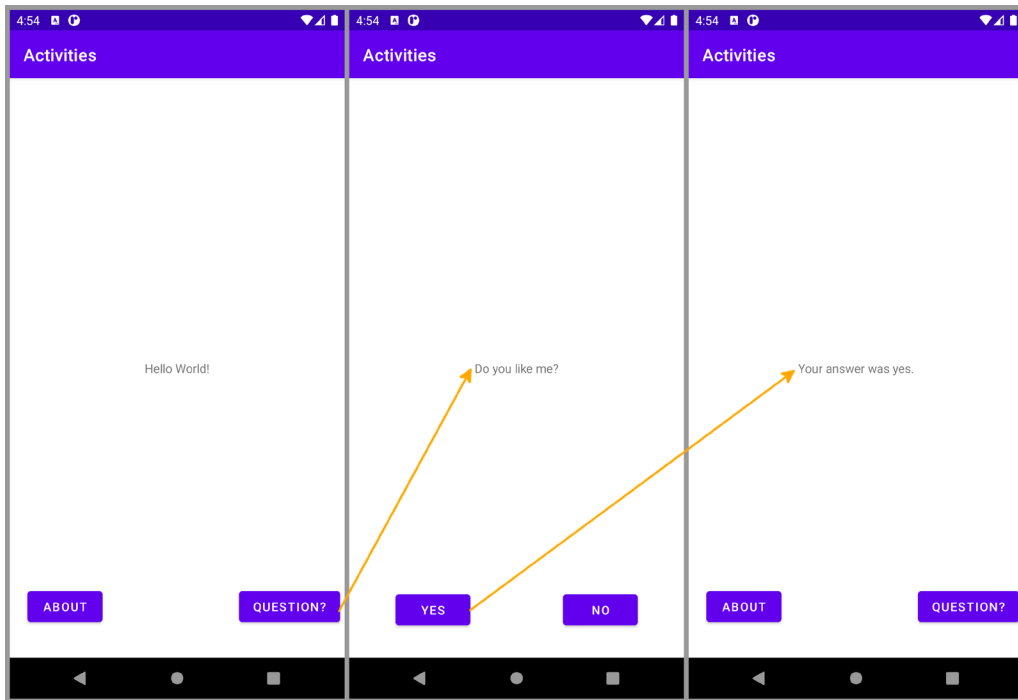 4:54
Activities
Hello World!
ABOUT
QUESTION?
4:54
Activities
Do you like me?
YES
NO
4:54
Activities
Your answer was yes.
ABOUT
QUESTION?